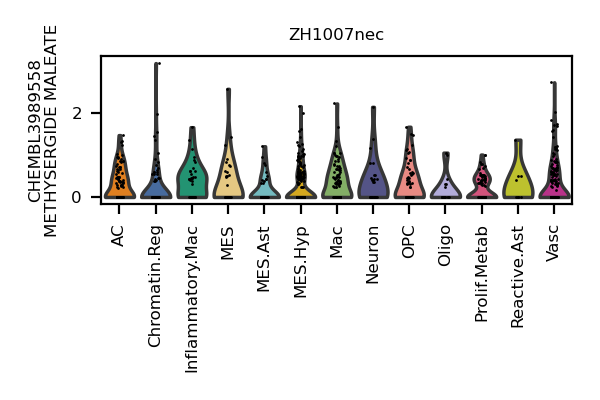 ZH1007nec
CHEMBL3989558
METHYSERGIDE MALEATE
2
0
AC
Chromatin.Reg
Inflammatory.Mac
MES
MES.Ast
MES.Hyp
Mac
Neuron
OPC
Oligo
Prolif.Metab
Reactive.Ast
Vasc